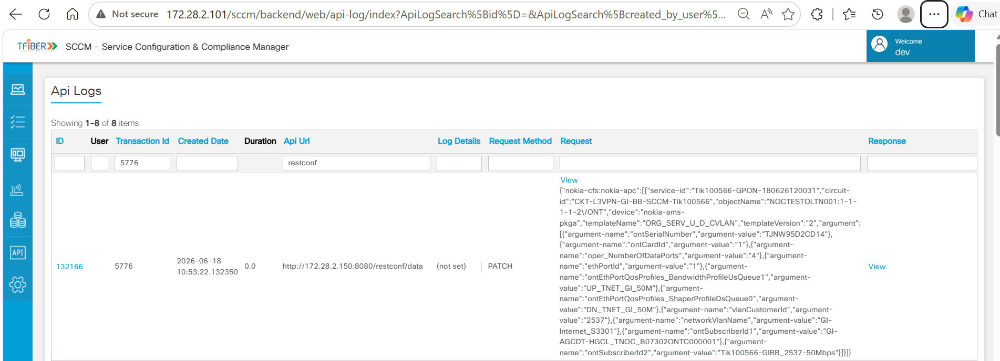 Not secure
172.28.2.101/sccm/backend/web/api-log/index?ApiLogSearch%5Bid%5D=&ApiLogSearch%5Bcreated_by_user%5...
Chat
TFIBER
SCCM - Service Configuration & Compliance Manager
Welcome
dev
API
Api Logs
Showing 1-8 of 8 items.
ID User Transaction Id Created Date Duration Api Url Log Details Request Method Request Response
5776 restconf
View
{"nokia-cfs:nokia-apc":[{"service-id":"Tik100566-GPON-180626120031","circuit-
id":"CKT-L3VPN-GI-BB-SCCM-Tik100566","objectName":"NOCTESTOLTN001:1-1-
1-1-2\/ONT","device":"nokia-ams-
pkga","templateName":"ORG_SERV_U_D_CVLAN","templateVersion":"2","argument":
[{"argument-name":"ontSerialNumber","argument-value":"TJNW95D2CD14"},
{"argument-name":"ontCardId","argument-value":"1"},{"argument-
name":"oper_NumberOfDataPorts","argument-value":"4"},{"argument-
name":"ethPortId","argument-value":"1"},{"argument-
name":"ontEthPortQosProfiles_BandwidthProfileUsQueue1","argument-
value":"UP_TNET_GI_50M"},{"argument-
name":"ontEthPortQosProfiles_ShaperProfileDsQueue0","argument-
value":"DN_TNET_GI_50M"},{"argument-name":"vlanCustomerId","argument-
value":"2537"},{"argument-name":"networkVlanName","argument-value":"GI-
Internet_S3301"},{"argument-name":"ontSubscriberId1","argument-value":"GI-
AGCDT-HGCL_TNOC_B07302ONTC000001"},{"argument-
name":"ontSubscriberId2","argument-value":"Tik100566-GIBB_2537-50Mbps"}]}]}
132166 5776 2026-06-18
10:53:22.132350 0.0 http://172.28.2.150:8080/restconf/data (not set) PATCH View